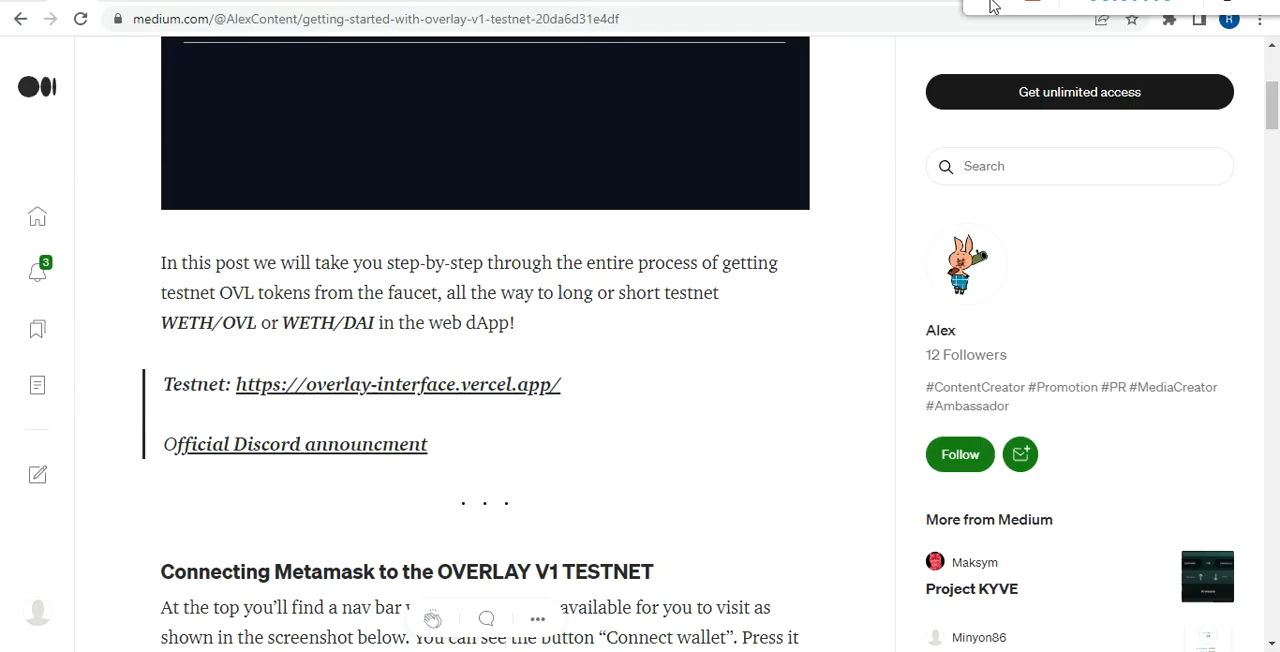 medium.com/@AlexContent/getting-started-with-overlay-v1-testnet-20da6d31e4df
R
Get unlimited access
Search
3
In this post we will take you step-by-step through the entire process of getting
testnet OVL tokens from the faucet, all the way to long or short testnet
WETH/OVL or WETH/DAI in the web dApp!
Testnet: https://overlay-interface.vercel.app/
Official Discord announcment
. . .
Connecting Metamask to the OVERLAY V1 TESTNET
At the top you’ll find a nav bar available for you to visit as
shown in the screenshot below. You can see the button “Connect wallet”. Press it
Alex
12 Followers
#ContentCreator #Promotion #PR #MediaCreator
#Ambassador
Follow
More from Medium
Maksym
Project KYVE
Minyon86